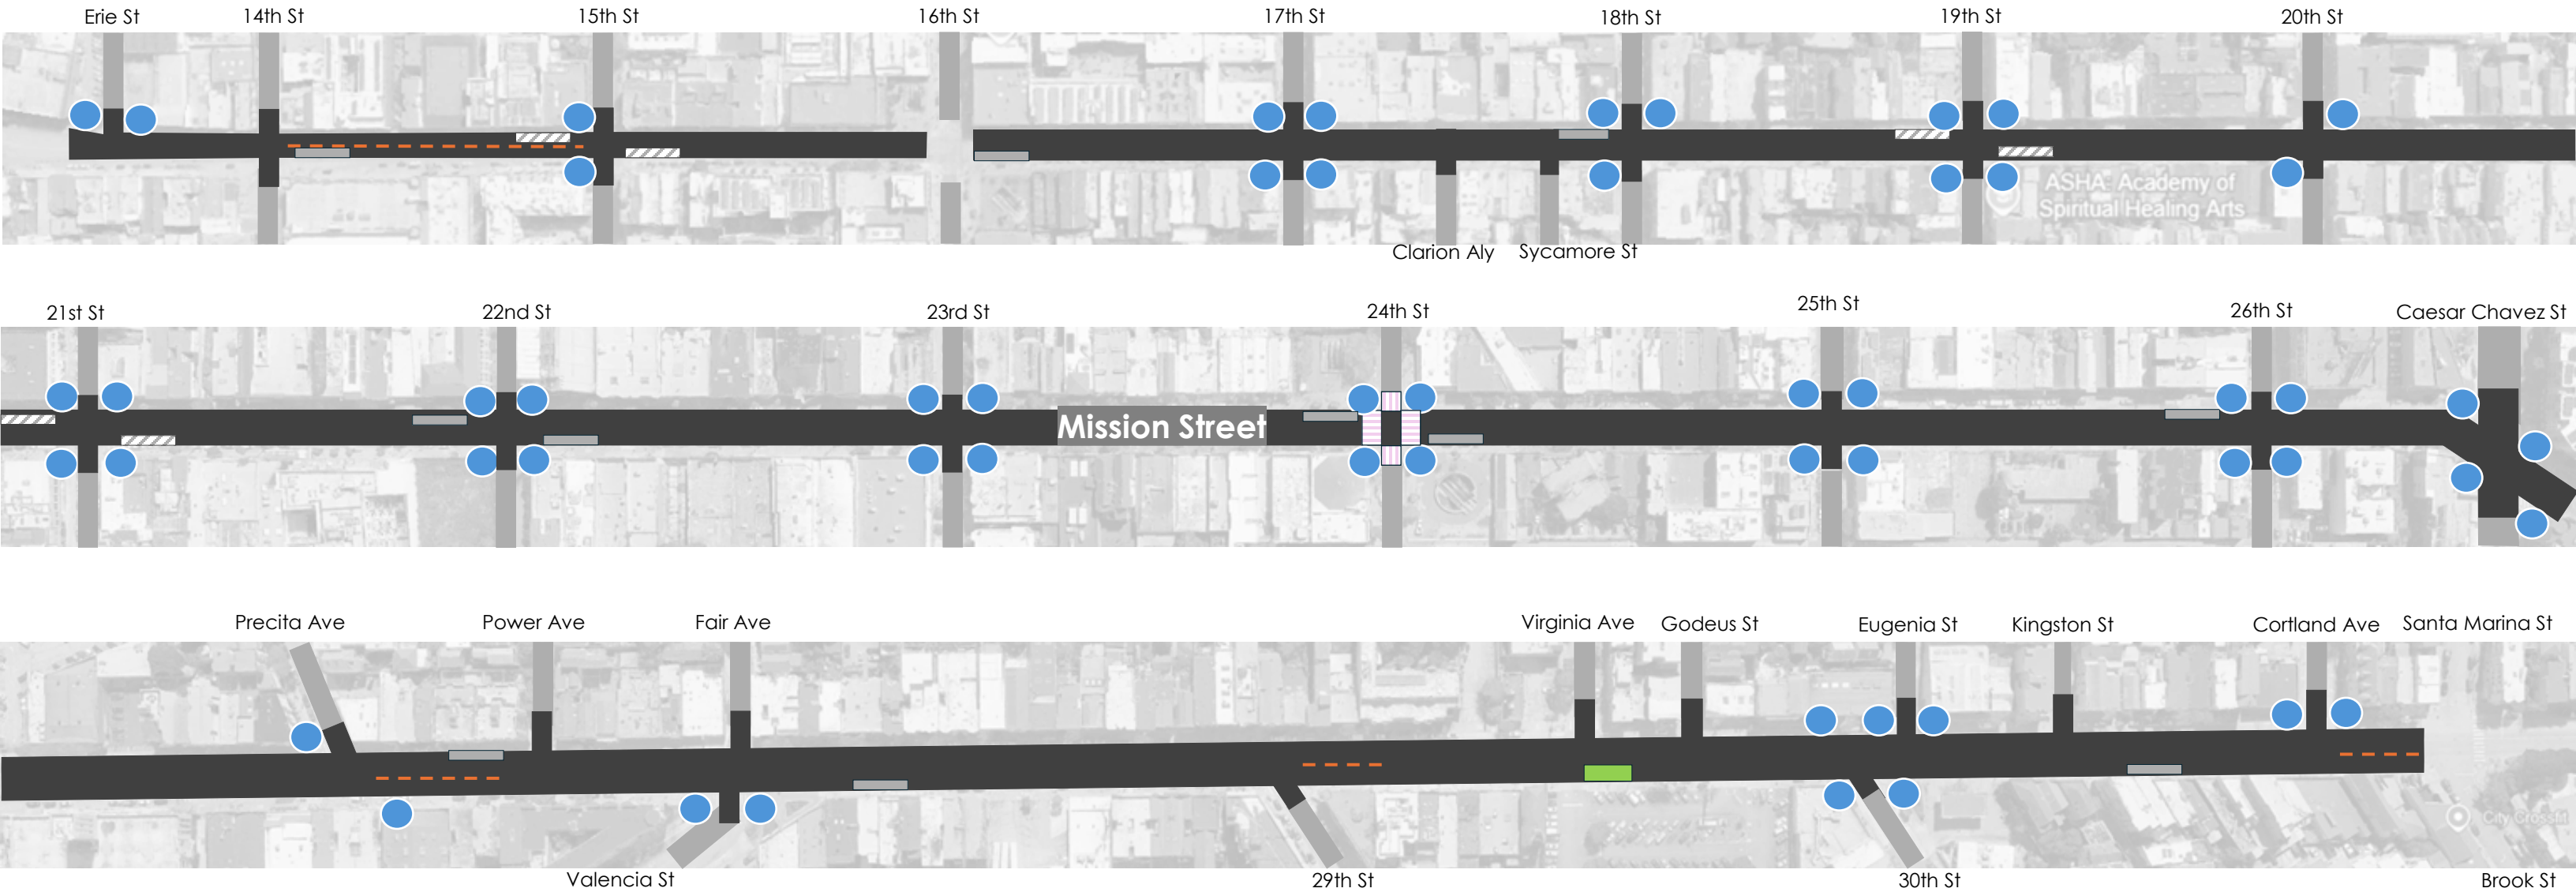 Erie St
14th St
15th St
16th St
17th St
18th St
19th St
20th St
ASHA: Academy of
Spiritual Healing Arts
Clarion Aly
Sycamore St
21st St
22nd St
23rd St
24th St
25th St
26th St
Caesar Chavez St
Mission Street
Precita Ave
Power Ave
Fair Ave
Virginia Ave
Godeus St
Eugenia St
Kingston St
Cortland Ave
Santa Marina St
City CrossFit
Valencia St
29th St
30th St
Brook St